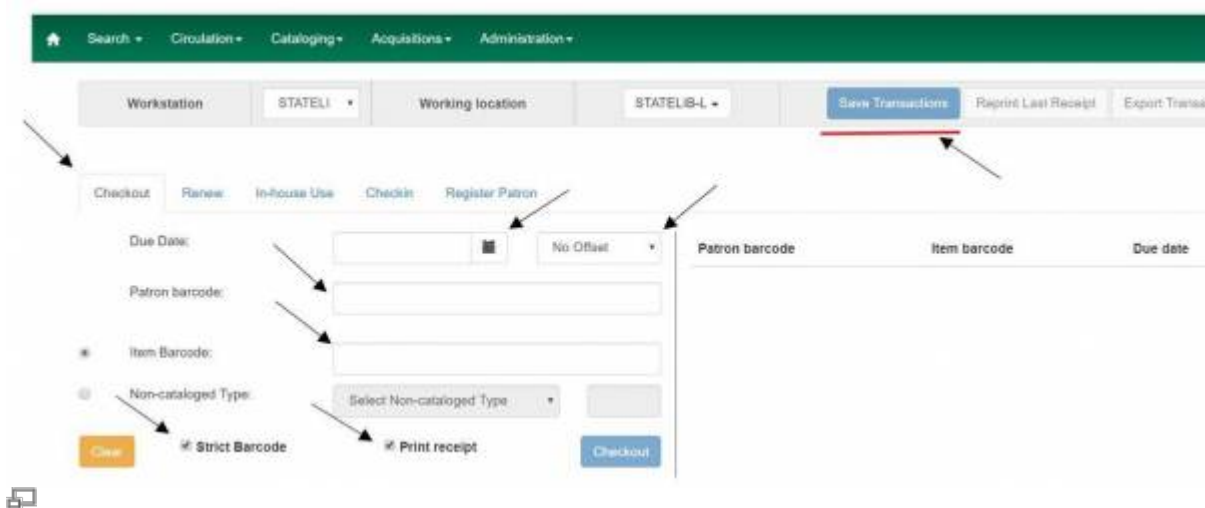 Search Circulation Cataloging Acquisitions Administration
Workstation STATELI Working location STATELIB-L Save Transactions Reprint Last Receipt Export Transa
Checkout Renew In-house Use Checkin Register Patron
Due Date: No Offset Patron barcode Item barcode Due date
Patron barcode:
Item Barcode:
Non-cataloged Type: Select Non-cataloged Type
Clear Strict Barcode Print receipt Checkout